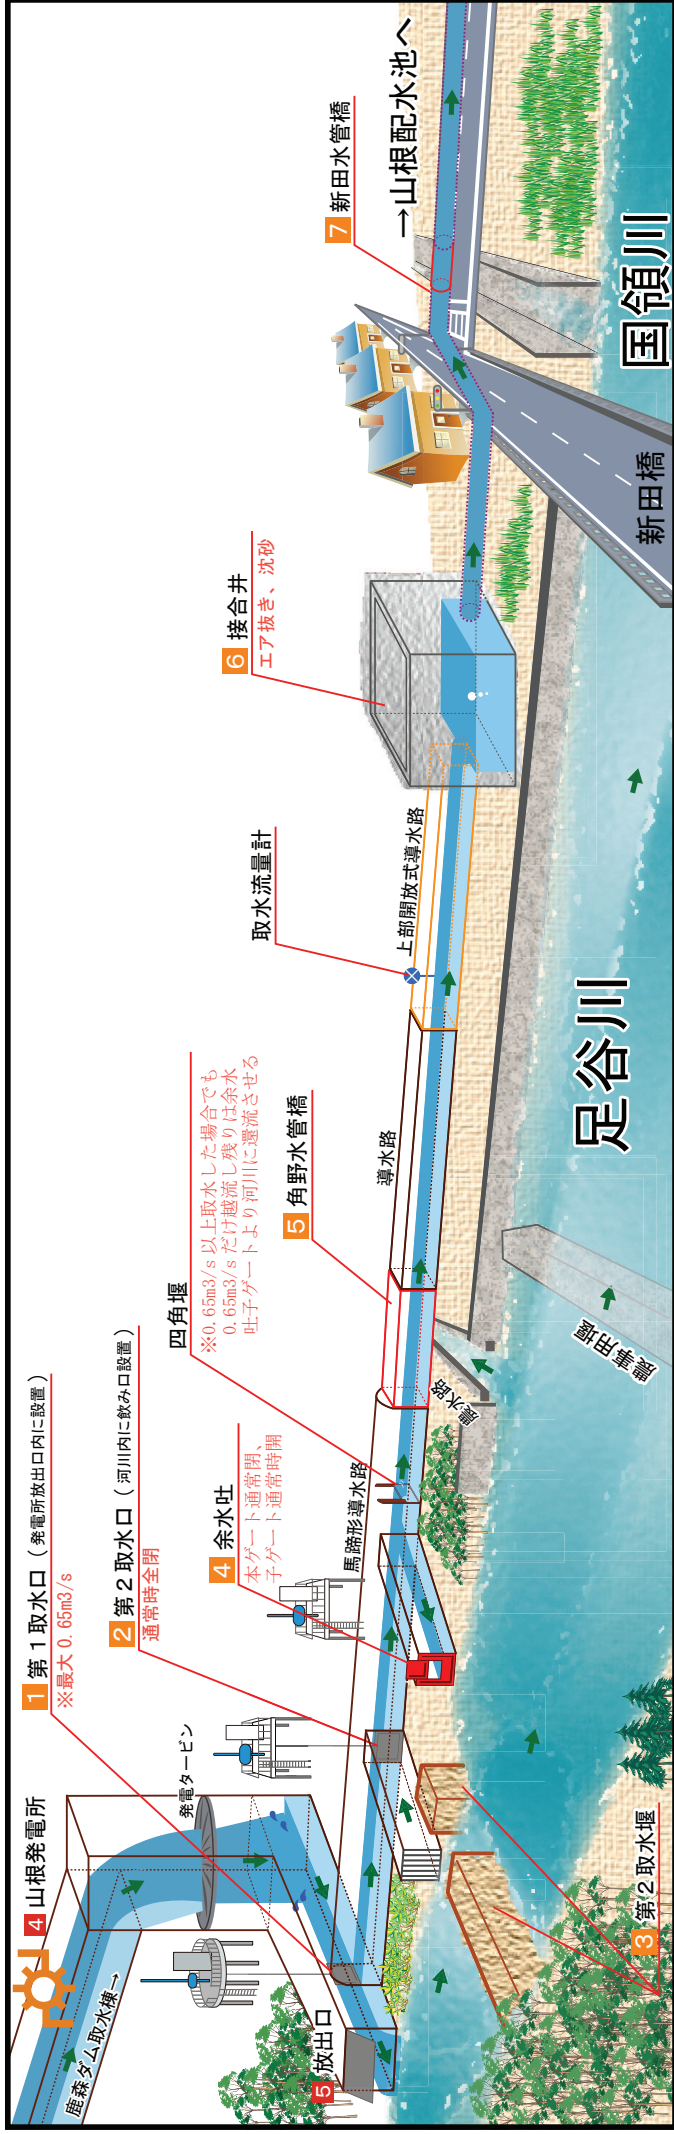 4 山根発電所
鹿森ダム取水棟→
発電タービン
5 放出口
1 第１取水口（発電所放出口内に設置）
※最大 0.65m3/s
2 第２取水口（河川内に飲み口設置）
通常時全閉
3 第２取水堰
4 余水吐
本ゲート通常閉、
子ゲート通常時開
馬蹄形導水路
四角堰
※0.65m3/s 以上取水した場合でも
0.65m3/s だけ越流し残りは余水
吐子ゲートより河川に還流させる
5 角野水管橋
農水路
農事用堰
導水路
取水流量計
上部開放式導水路
6 接合井
エア抜き、沈砂
7 新田水管橋
→山根配水池へ
足谷川
新田橋
国領川